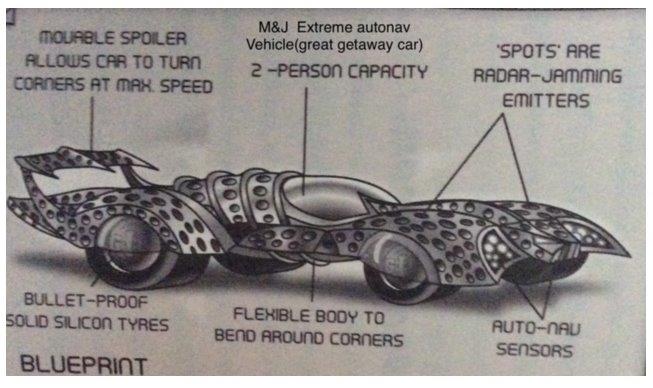 MOVABLE SPOILER
ALLOWS CAR TO TURN
CORNERS AT MAX. SPEED
M&J Extreme autonav
Vehicle(great getaway car)
2 -PERSON CAPACITY
'SPOTS' ARE
RADAR-JAMMING
EMITTERS
BULLET-PROOF
SOLID SILICON TYRES
FLEXIBLE BODY TO
BEND AROUND CORNERS
AUTO-NAV
SENSORS
BLUEPRINT